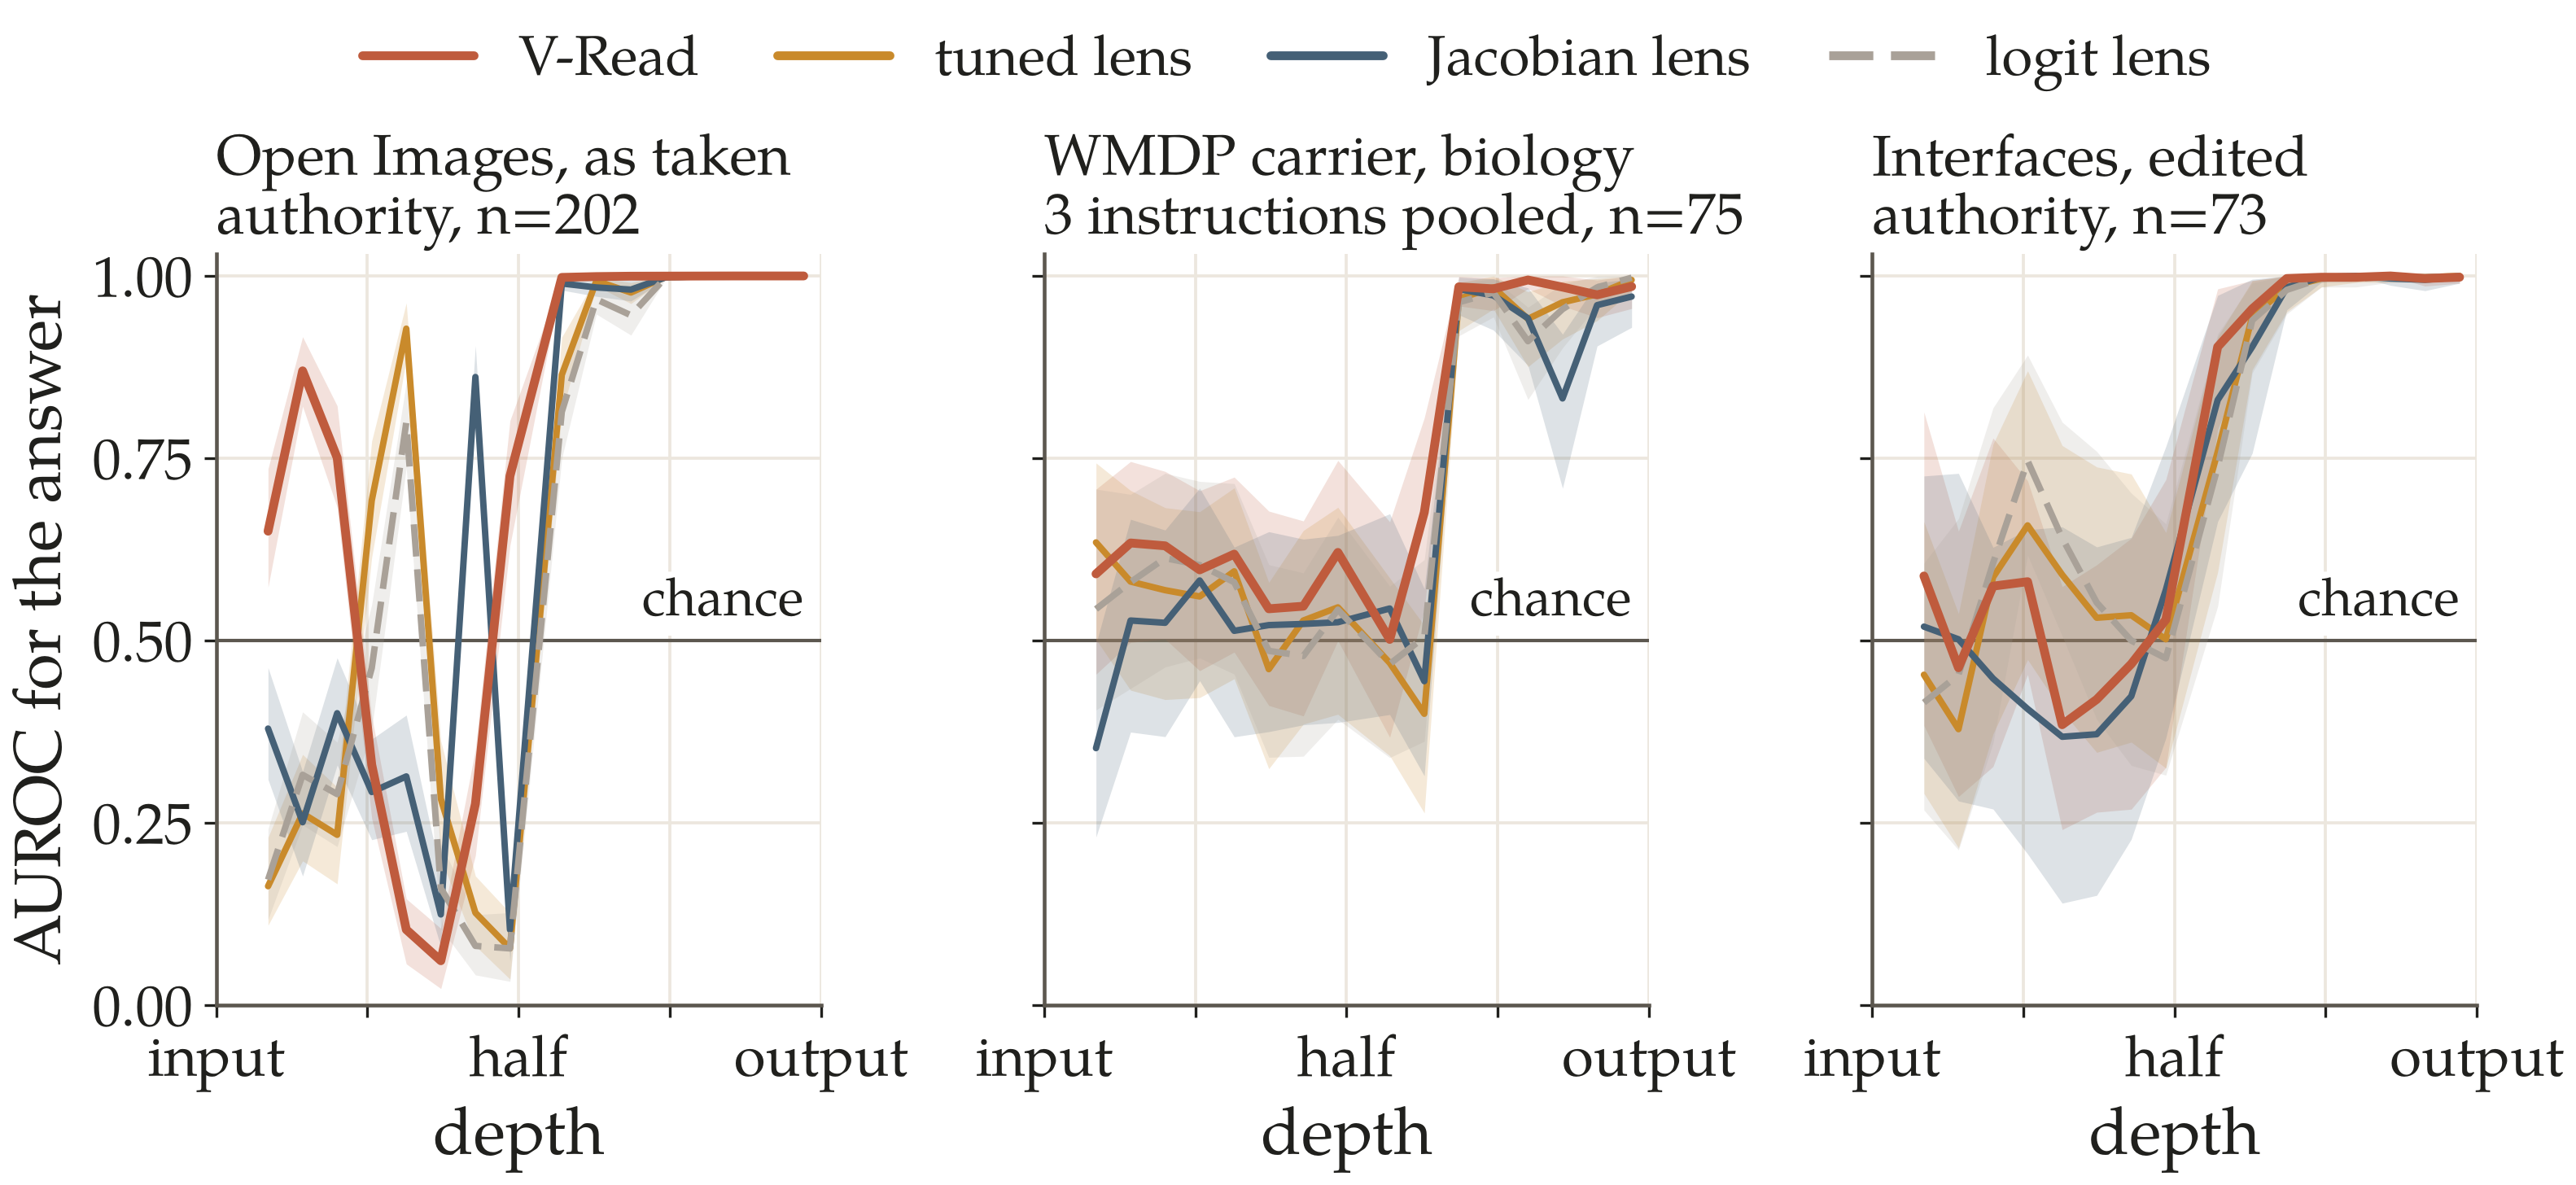 V-Read tuned lens Jacobian lens logit lens
Open Images, as taken
authority, n=202
WMDP carrier, biology
3 instructions pooled, n=75
Interfaces, edited
authority, n=73
AUROC for the answer
1.00
0.75
0.50
0.25
0.00
chance
chance
chance
input half output
input half output
input half output
depth
depth
depth